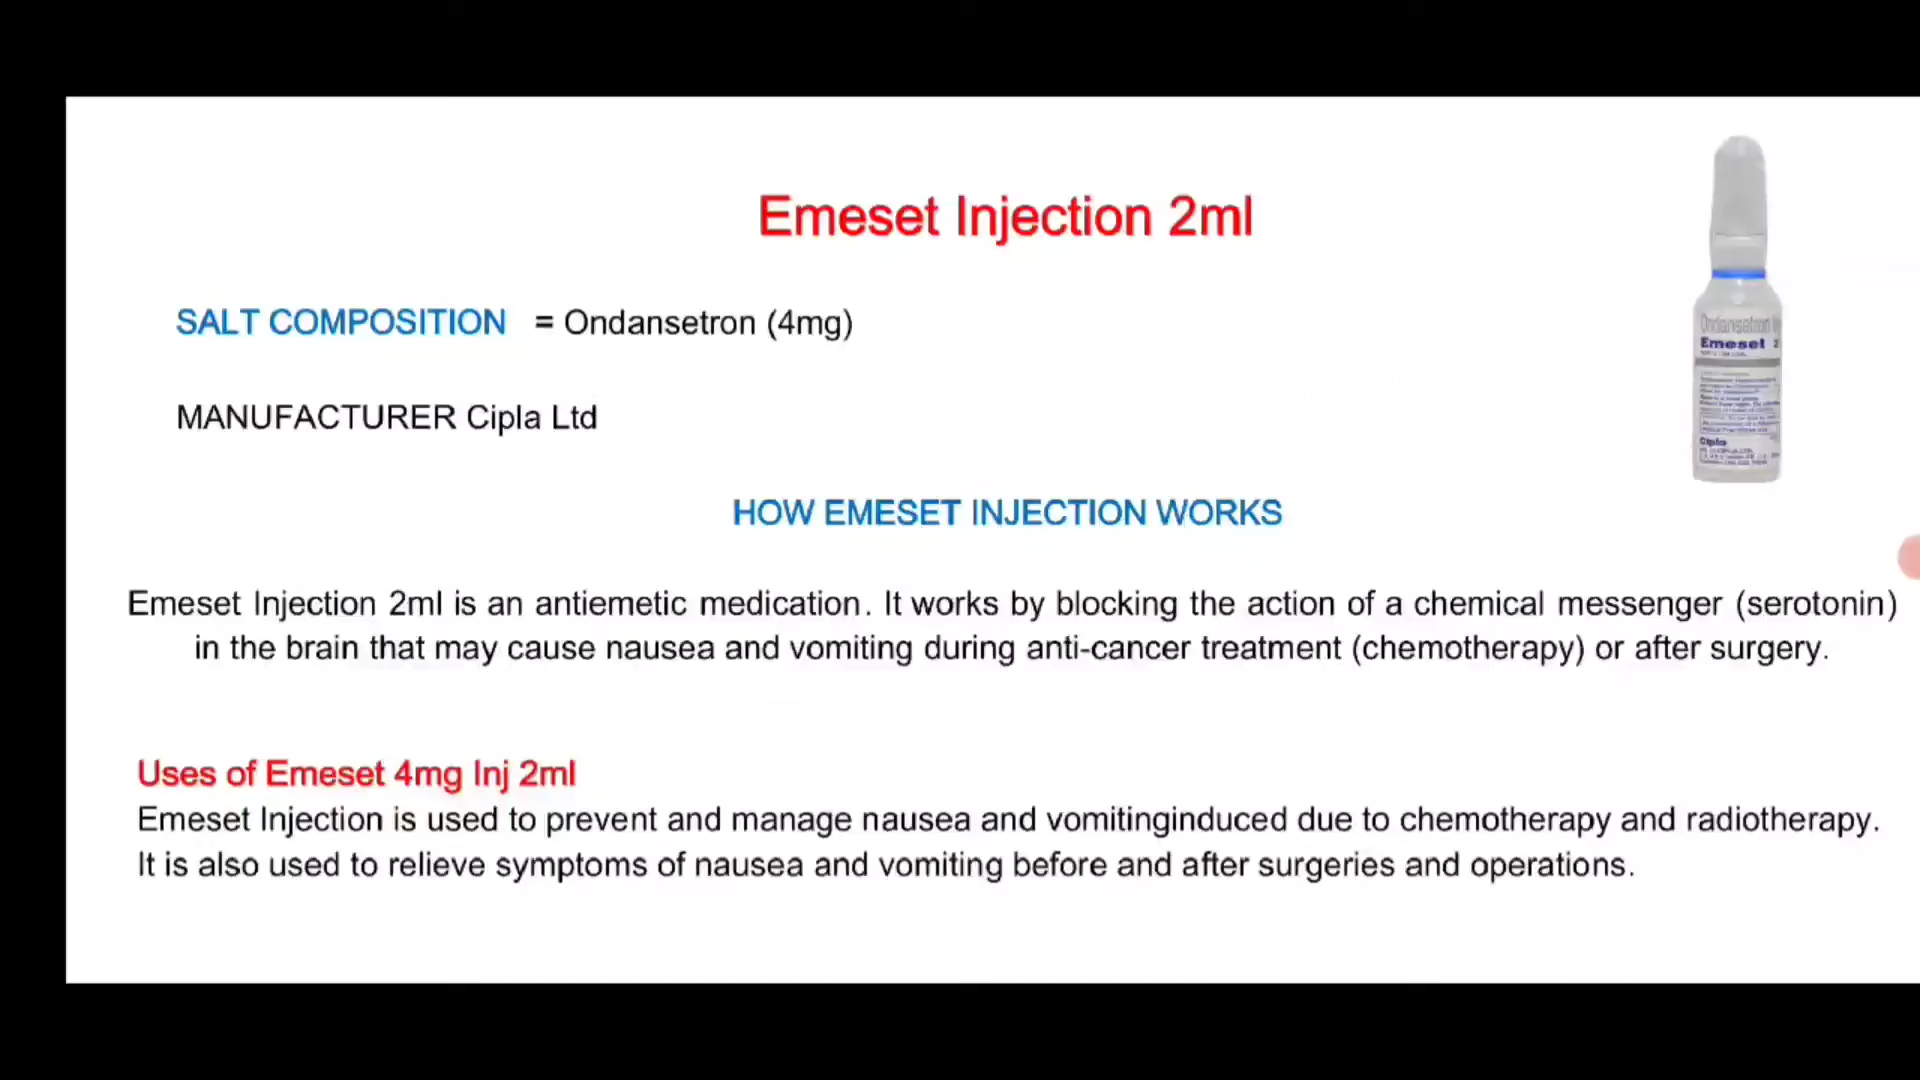 Emeset Injection 2ml
SALT COMPOSITION = Ondansetron (4mg)
MANUFACTURER Cipla Ltd
Ondansetron
Emeset 2
Cipla
HOW EMESET INJECTION WORKS
Emeset Injection 2ml is an antiemetic medication. It works by blocking the action of a chemical messenger (serotonin)
in the brain that may cause nausea and vomiting during anti-cancer treatment (chemotherapy) or after surgery.
Uses of Emeset 4mg Inj 2ml
Emeset Injection is used to prevent and manage nausea and vomitinginduced due to chemotherapy and radiotherapy.
It is also used to relieve symptoms of nausea and vomiting before and after surgeries and operations.